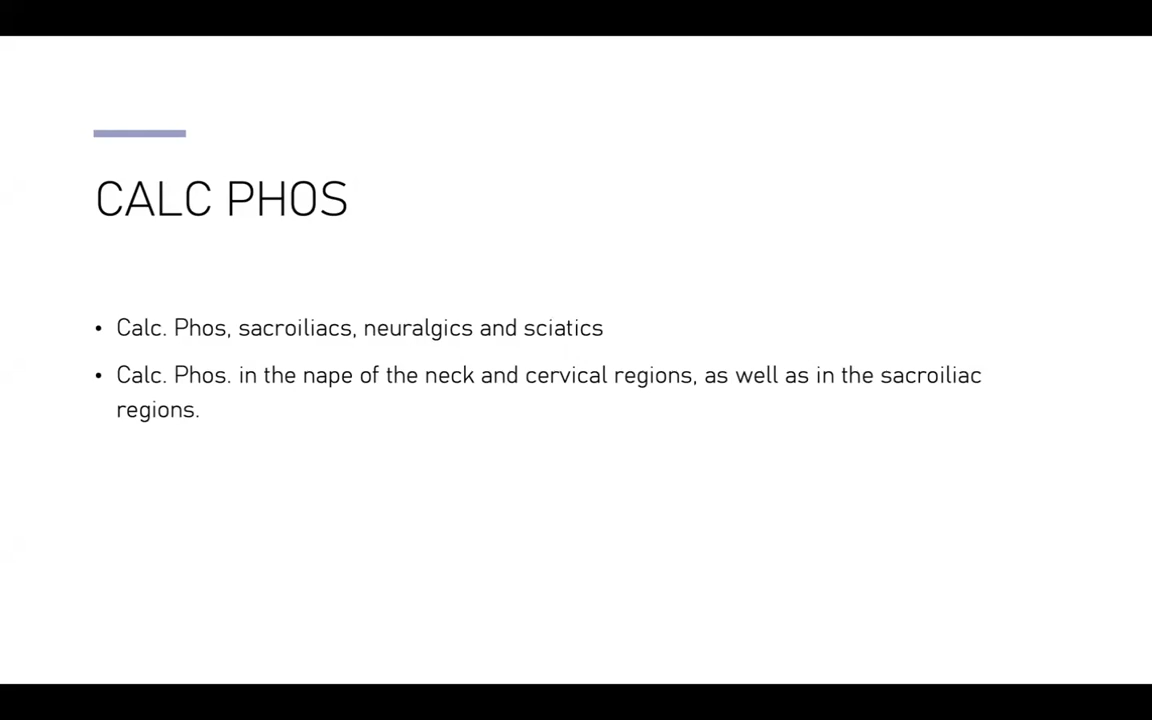 CALC PHOS
• Calc. Phos, sacroiliacs, neuralgics and sciatics
• Calc. Phos. in the nape of the neck and cervical regions, as well as in the sacroiliac
regions.